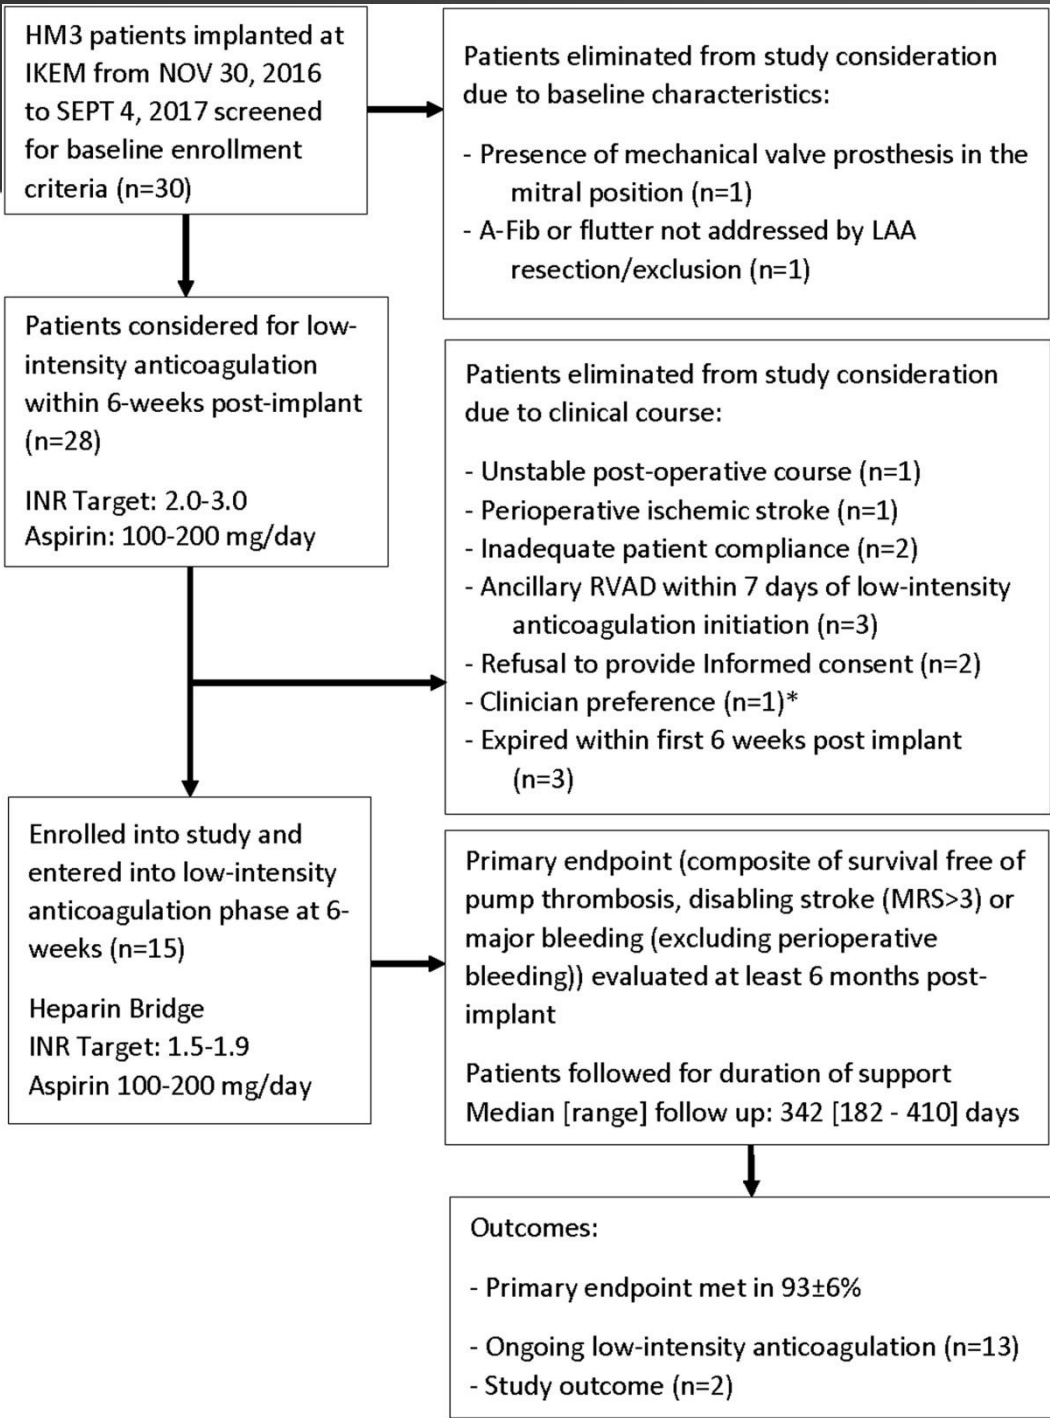 HM3 patients implanted at
IKEM from NOV 30, 2016
to SEPT 4, 2017 screened
for baseline enrollment
criteria (n=30)
Patients eliminated from study consideration
due to baseline characteristics:
- Presence of mechanical valve prosthesis in the
mitral position (n=1)
- A-Fib or flutter not addressed by LAA
resection/exclusion (n=1)
Patients considered for low-
intensity anticoagulation
within 6-weeks post-implant
(n=28)
INR Target: 2.0-3.0
Aspirin: 100-200 mg/day
Patients eliminated from study consideration
due to clinical course:
- Unstable post-operative course (n=1)
- Perioperative ischemic stroke (n=1)
- Inadequate patient compliance (n=2)
- Ancillary RVAD within 7 days of low-intensity
anticoagulation initiation (n=3)
- Refusal to provide Informed consent (n=2)
- Clinician preference (n=1)*
- Expired within first 6 weeks post implant
(n=3)
Enrolled into study and
entered into low-intensity
anticoagulation phase at 6-
weeks (n=15)
Heparin Bridge
INR Target: 1.5-1.9
Aspirin 100-200 mg/day
Primary endpoint (composite of survival free of
pump thrombosis, disabling stroke (MRS>3) or
major bleeding (excluding perioperative
bleeding)) evaluated at least 6 months post-
implant
Patients followed for duration of support
Median [range] follow up: 342 [182 - 410] days
Outcomes:
- Primary endpoint met in 93±6%
- Ongoing low-intensity anticoagulation (n=13)
- Study outcome (n=2)